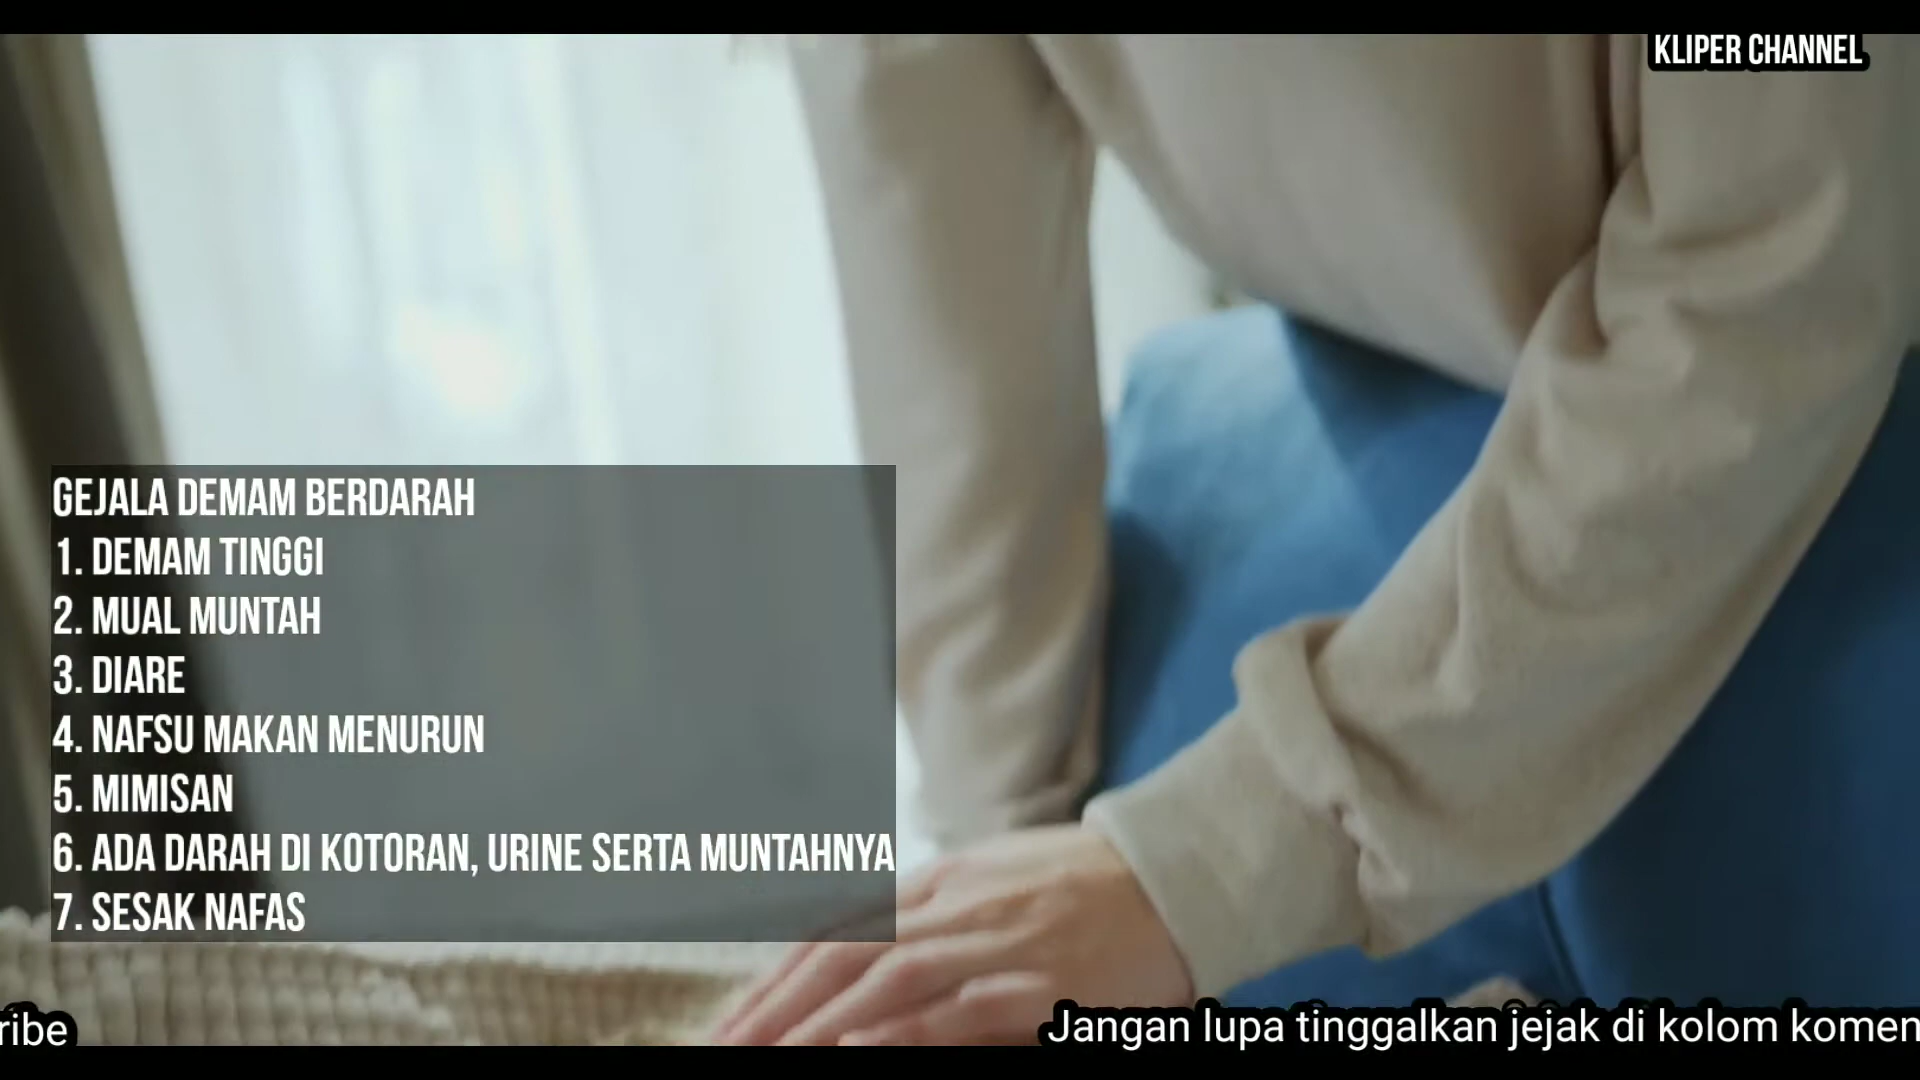 KLIPER CHANNEL
GEJALA DEMAM BERDARAH
1. DEMAM TINGGI
2. MUAL MUNTAH
3. DIARE
4. NAFSU MAKAN MENURUN
5. MIMISAN
6. ADA DARAH DI KOTORAN, URINE SERTA MUNTAHNYA
7. SESAK NAFAS
ribe Jangan lupa tinggalkan jejak di kolom komen